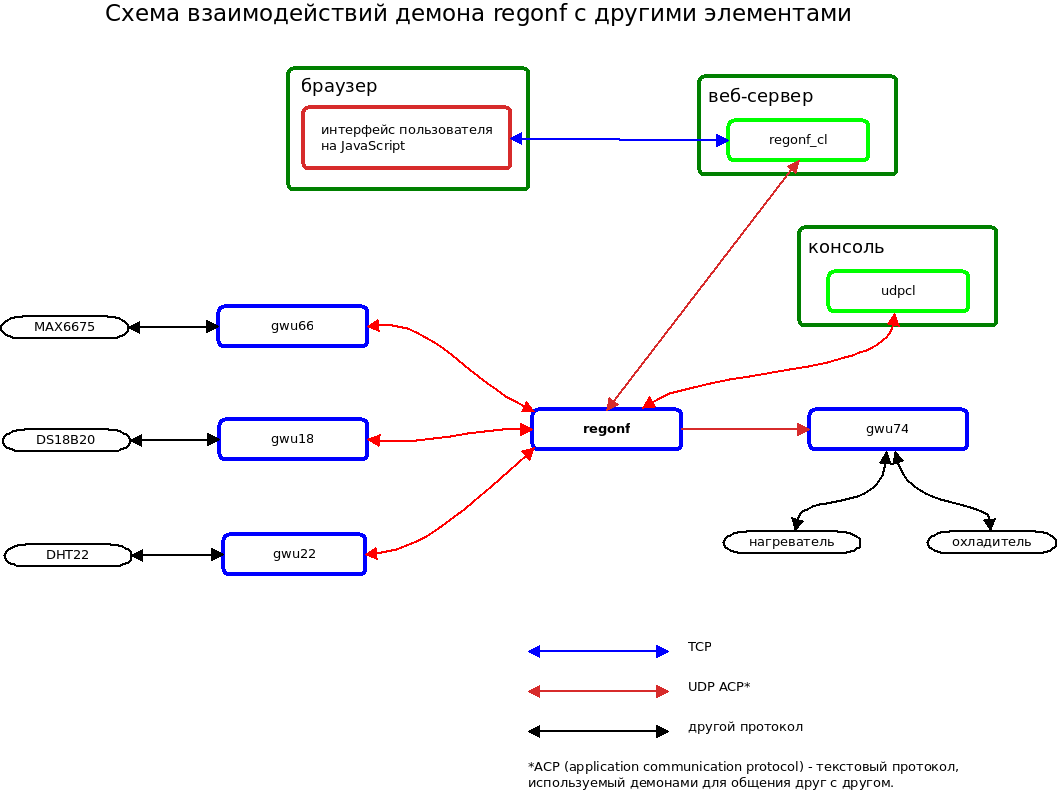 Схема взаимодействий демона regonf с другими элементами
браузер
интерфейс пользователя
на JavaScript
веб-сервер
regonf_cl
консоль
udpcl
MAX6675
gwu66
DS18B20
gwu18
regonf
gwu74
DHT22
gwu22
нагреватель
охладитель
TCP
UDP ACP*
другой протокол
*ACP (application communication protocol) - текстовый протокол,
используемый демонами для общения друг с другом.